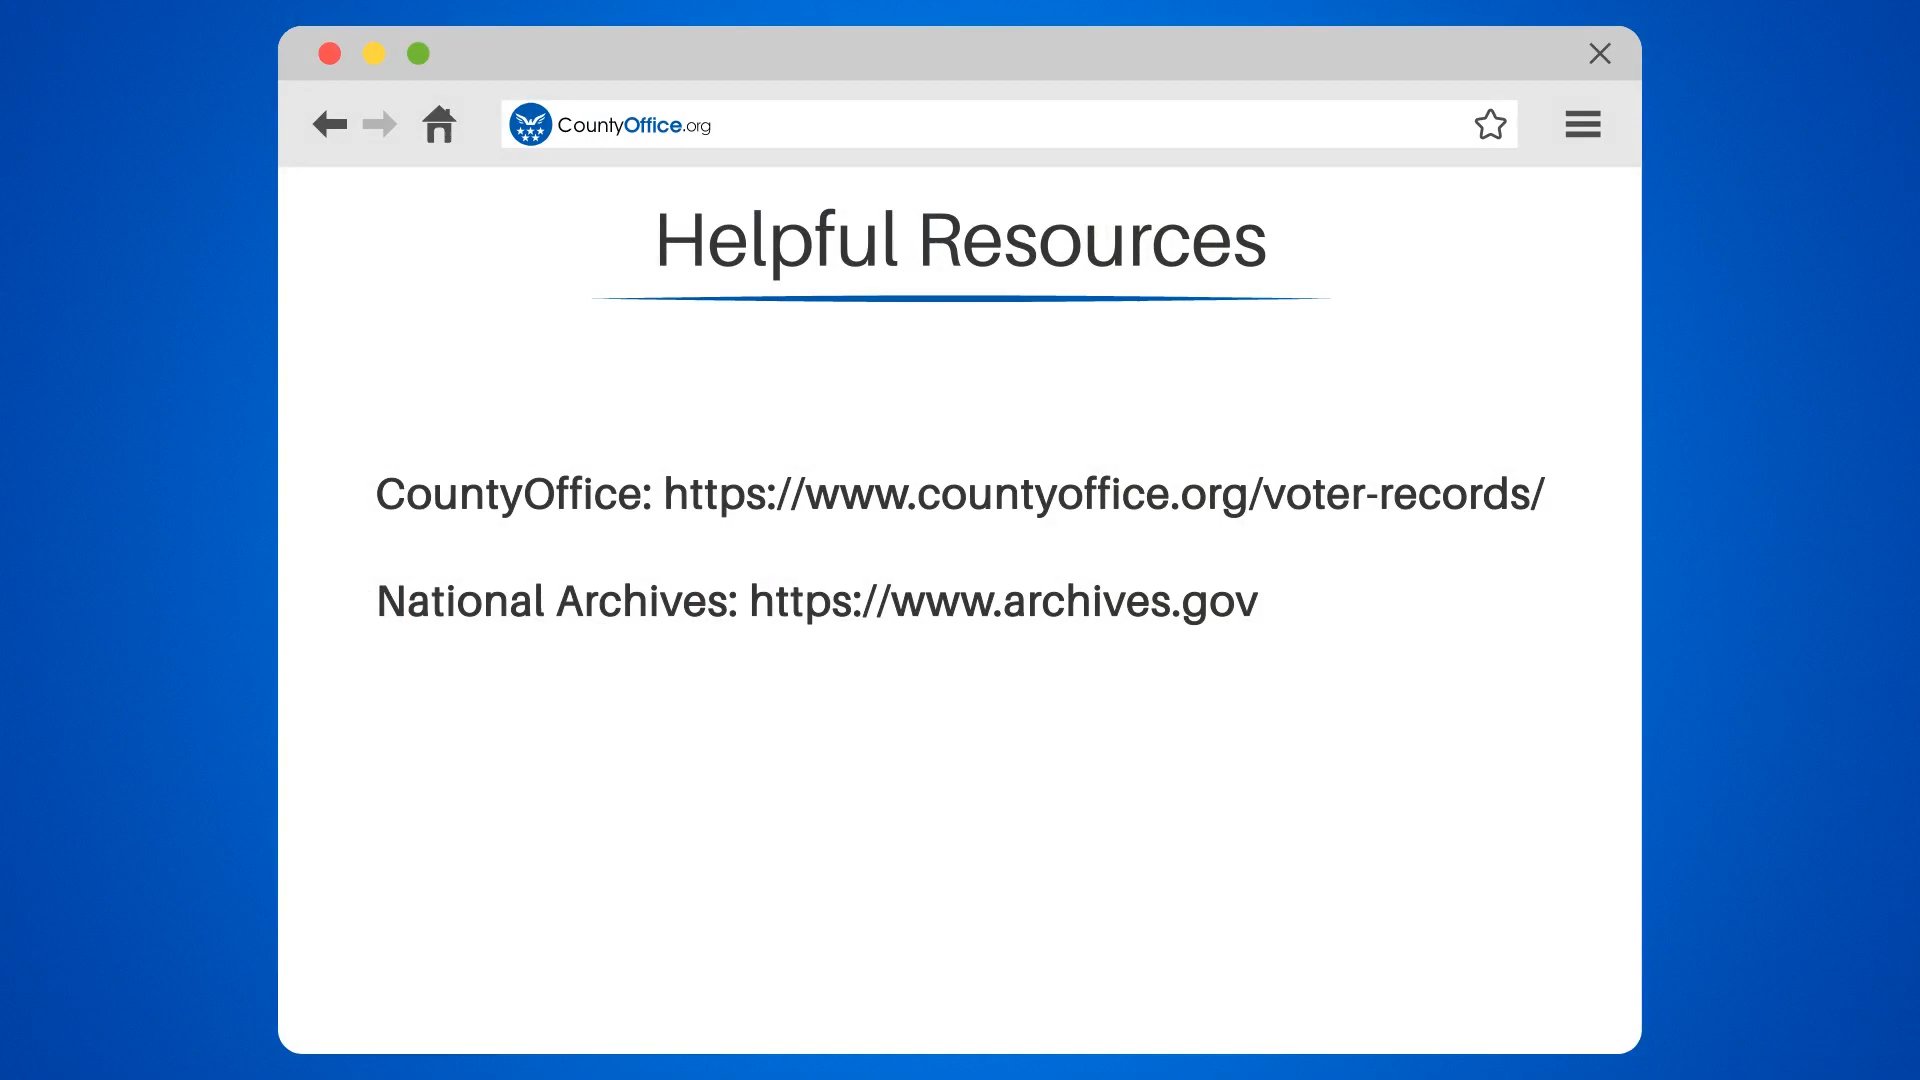 CountyOffice.org
Helpful Resources
CountyOffice: https://www.countyoffice.org/voter-records/
National Archives: https://www.archives.gov